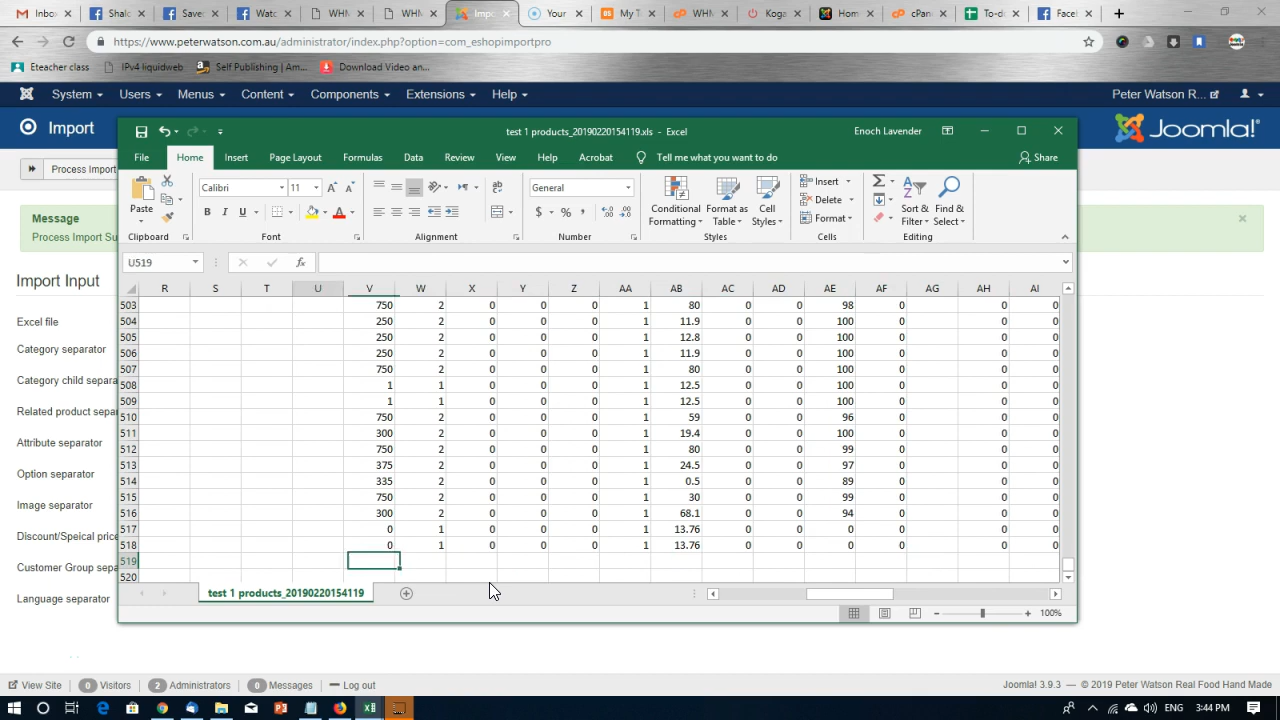 Inbo
Shak
Save
Wato
WHM
WHM
Impo
Your
My T
WHM
Koga
Hom
cPan
To-d
Faceb
https://www.peterwatson.com.au/administrator/index.php?option=com_eshopimportpro
Eteacher class
IPv4 liquidweb
Self Publishing | Am...
Download Video an...
System
Users
Menus
Content
Components
Extensions
Help
Peter Watson R...
Import
Joomla!
Process Import
Message
Process Import Su
Import Input
Excel file
Category separator
Category child separa
Related product sepa
Attribute separator
Option separator
Image separator
Discount/Speical price
Customer Group sepa
Language separator
test 1 products_20190220154119.xls - Excel
Enoch Lavender
File Home Insert Page Layout Formulas Data Review View Help Acrobat Tell me what you want to do Share
Paste
Calibri 11
B I U
General
$ % ,
Conditional Formatting
Format as Table
Cell Styles
Insert
Delete
Format
Sort & Filter
Find & Select
Clipboard Font Alignment Number Styles Cells Editing
U519
fx
R S T U V W X Y Z AA AB AC AD AE AF AG AH AI
503 750 2 0 0 0 1 80 0 0 98 0 0 0
504 250 2 0 0 0 1 11.9 0 0 100 0 0 0
505 250 2 0 0 0 1 12.8 0 0 100 0 0 0
506 250 2 0 0 0 1 11.9 0 0 100 0 0 0
507 750 2 0 0 0 1 80 0 0 100 0 0 0
508 1 1 0 0 0 1 12.5 0 0 100 0 0 0
509 1 1 0 0 0 1 12.5 0 0 100 0 0 0
510 750 2 0 0 0 1 59 0 0 96 0 0 0
511 300 2 0 0 0 1 19.4 0 0 100 0 0 0
512 750 2 0 0 0 1 80 0 0 99 0 0 0
513 375 2 0 0 0 1 24.5 0 0 97 0 0 0
514 335 2 0 0 0 1 0.5 0 0 89 0 0 0
515 750 2 0 0 0 1 30 0 0 99 0 0 0
516 300 2 0 0 0 1 68.1 0 0 94 0 0 0
517 0 1 0 0 0 1 13.76 0 0 0 0 0 0
518 0 1 0 0 0 1 13.76 0 0 0 0 0 0
519
520
test 1 products_20190220154119
100%
View Site
0 Visitors
2 Administrators
0 Messages
Log out
Joomla! 3.9.3 — © 2019 Peter Watson Real Food Hand Made
ENG
3:44 PM